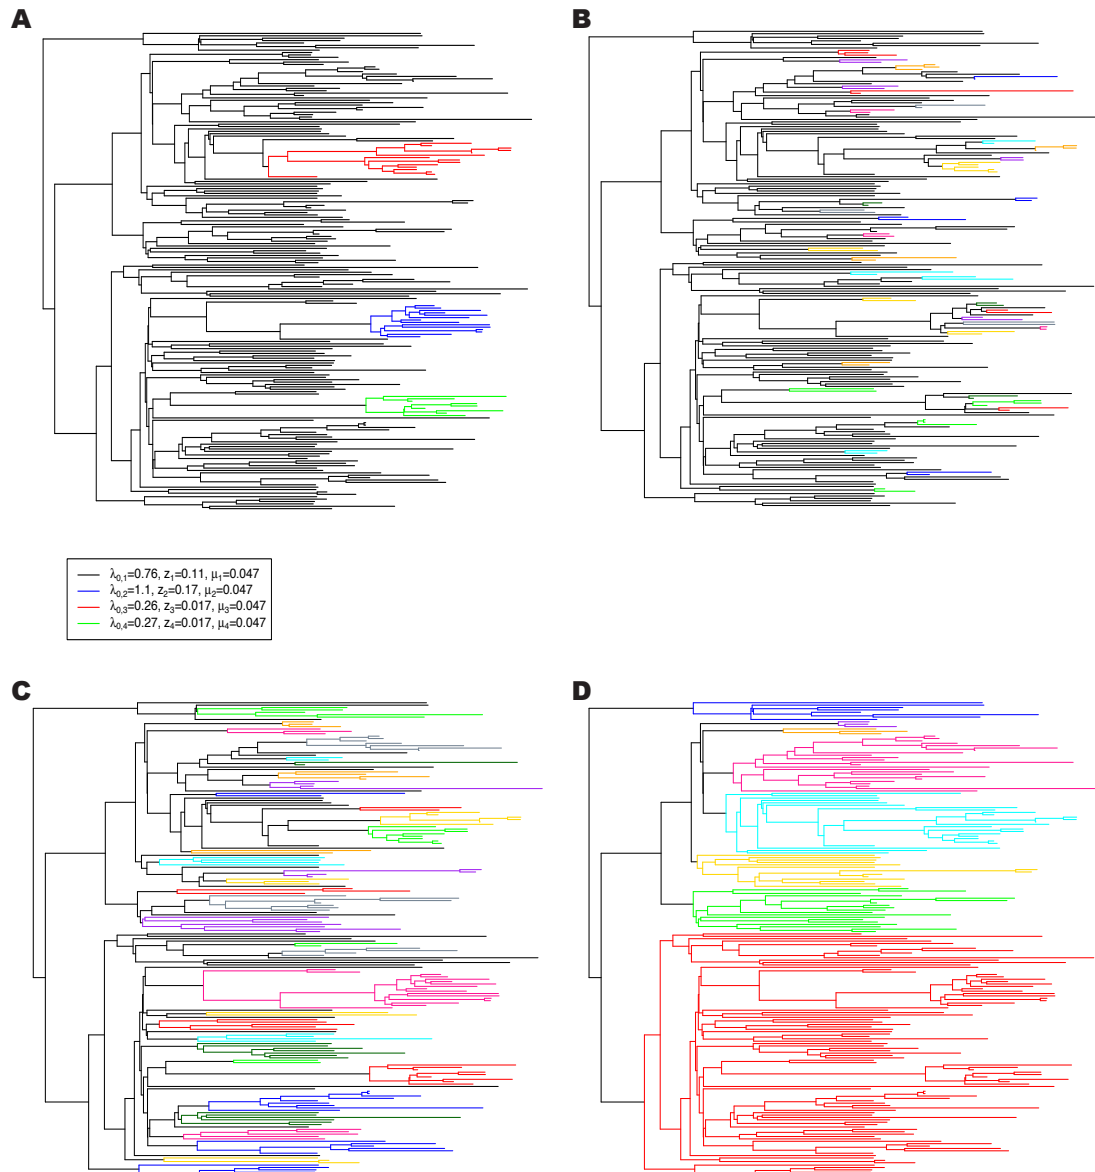 A
B
λ0,1=0.76, z1=0.11, μ1=0.047
λ0,2=1.1, z2=0.17, μ2=0.047
λ0,3=0.26, z3=0.017, μ3=0.047
λ0,4=0.27, z4=0.017, μ4=0.047
C
D